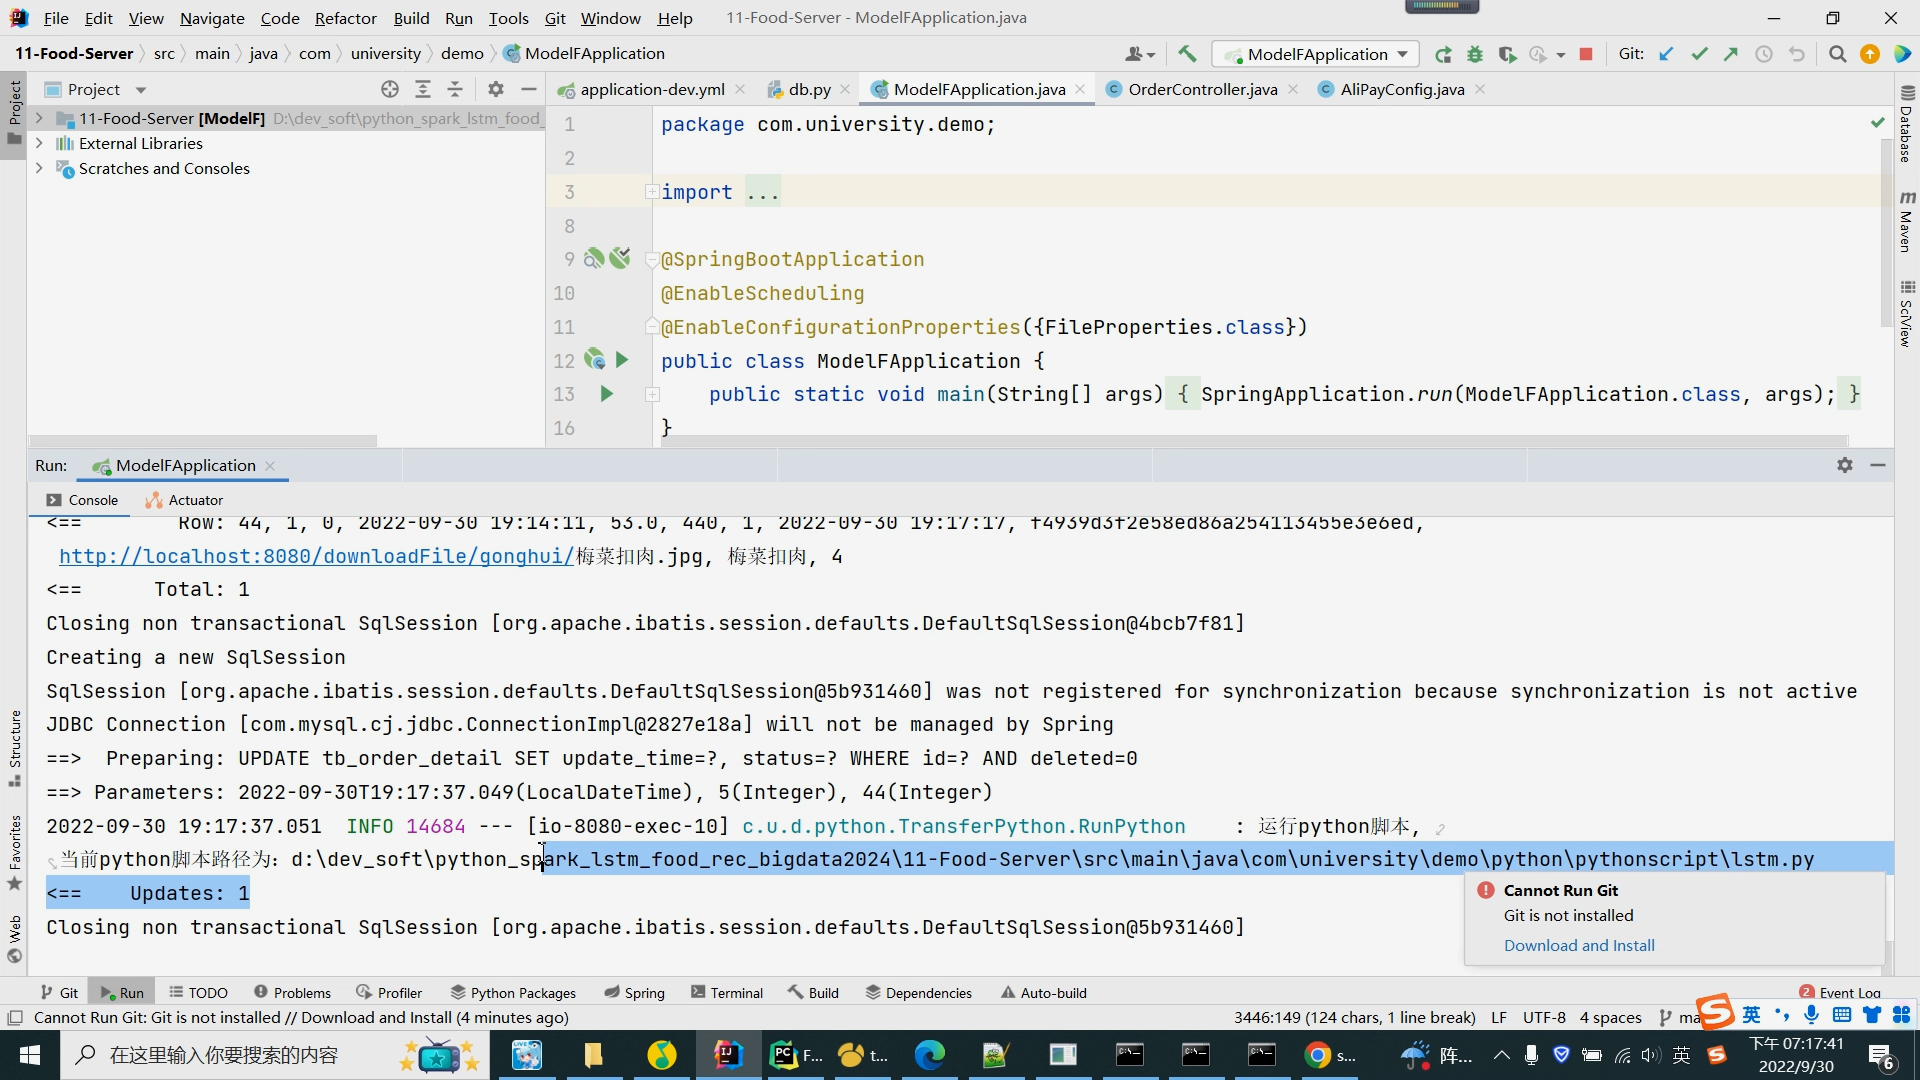 File Edit View Navigate Code Refactor Build Run Tools Git Window Help 11-Food-Server - ModelFApplication.java
11-Food-Server src main java com university demo ModelFApplication ModelFApplication Git:
Project application-dev.yml db.py ModelFApplication.java OrderController.java AliPayConfig.java
11-Food-Server [ModelF] D:\dev_soft\python_spark_lstm_food_
External Libraries
Scratches and Consoles
1 package com.university.demo;
2
3 import ...
8
9 @SpringBootApplication
10 @EnableScheduling
11 @EnableConfigurationProperties({FileProperties.class})
12 public class ModelFApplication {
13 public static void main(String[] args) { SpringApplication.run(ModelFApplication.class, args); }
16 }
Project
Database
Maven
SciView
Structure
Favorites
Web
Run: ModelFApplication
Console Actuator
<== Row: 44, 1, 0, 2022-09-30 19:14:11, 53.0, 440, 1, 2022-09-30 19:17:17, f4939d3f2e58ed86a254113455e3e6ed,
http://localhost:8080/downloadFile/gonghui/梅菜扣肉.jpg, 梅菜扣肉, 4
<== Total: 1
Closing non transactional SqlSession [org.apache.ibatis.session.defaults.DefaultSqlSession@4bcb7f81]
Creating a new SqlSession
SqlSession [org.apache.ibatis.session.defaults.DefaultSqlSession@5b931460] was not registered for synchronization because synchronization is not active
JDBC Connection [com.mysql.cj.jdbc.ConnectionImpl@2827e18a] will not be managed by Spring
==> Preparing: UPDATE tb_order_detail SET update_time=?, status=? WHERE id=? AND deleted=0
==> Parameters: 2022-09-30T19:17:37.049(LocalDateTime), 5(Integer), 44(Integer)
2022-09-30 19:17:37.051 INFO 14684 --- [io-8080-exec-10] c.u.d.python.TransferPython.RunPython : 运行python脚本,
当前python脚本路径为: d:\dev_soft\python_spark_lstm_food_rec_bigdata2024\11-Food-Server\src\main\java\com\university\demo\python\pythonscript\lstm.py
<== Updates: 1
Closing non transactional SqlSession [org.apache.ibatis.session.defaults.DefaultSqlSession@5b931460]
Cannot Run Git
Git is not installed
Download and Install
Git Run TODO Problems Profiler Python Packages Spring Terminal Build Dependencies Auto-build 2 Event Log
Cannot Run Git: Git is not installed // Download and Install (4 minutes ago) 3446:149 (124 chars, 1 line break) LF UTF-8 4 spaces ma 英
在这里输入你要搜索的内容 F... t... s... 阵... 英 下午 07:17:41
2022/9/30 6